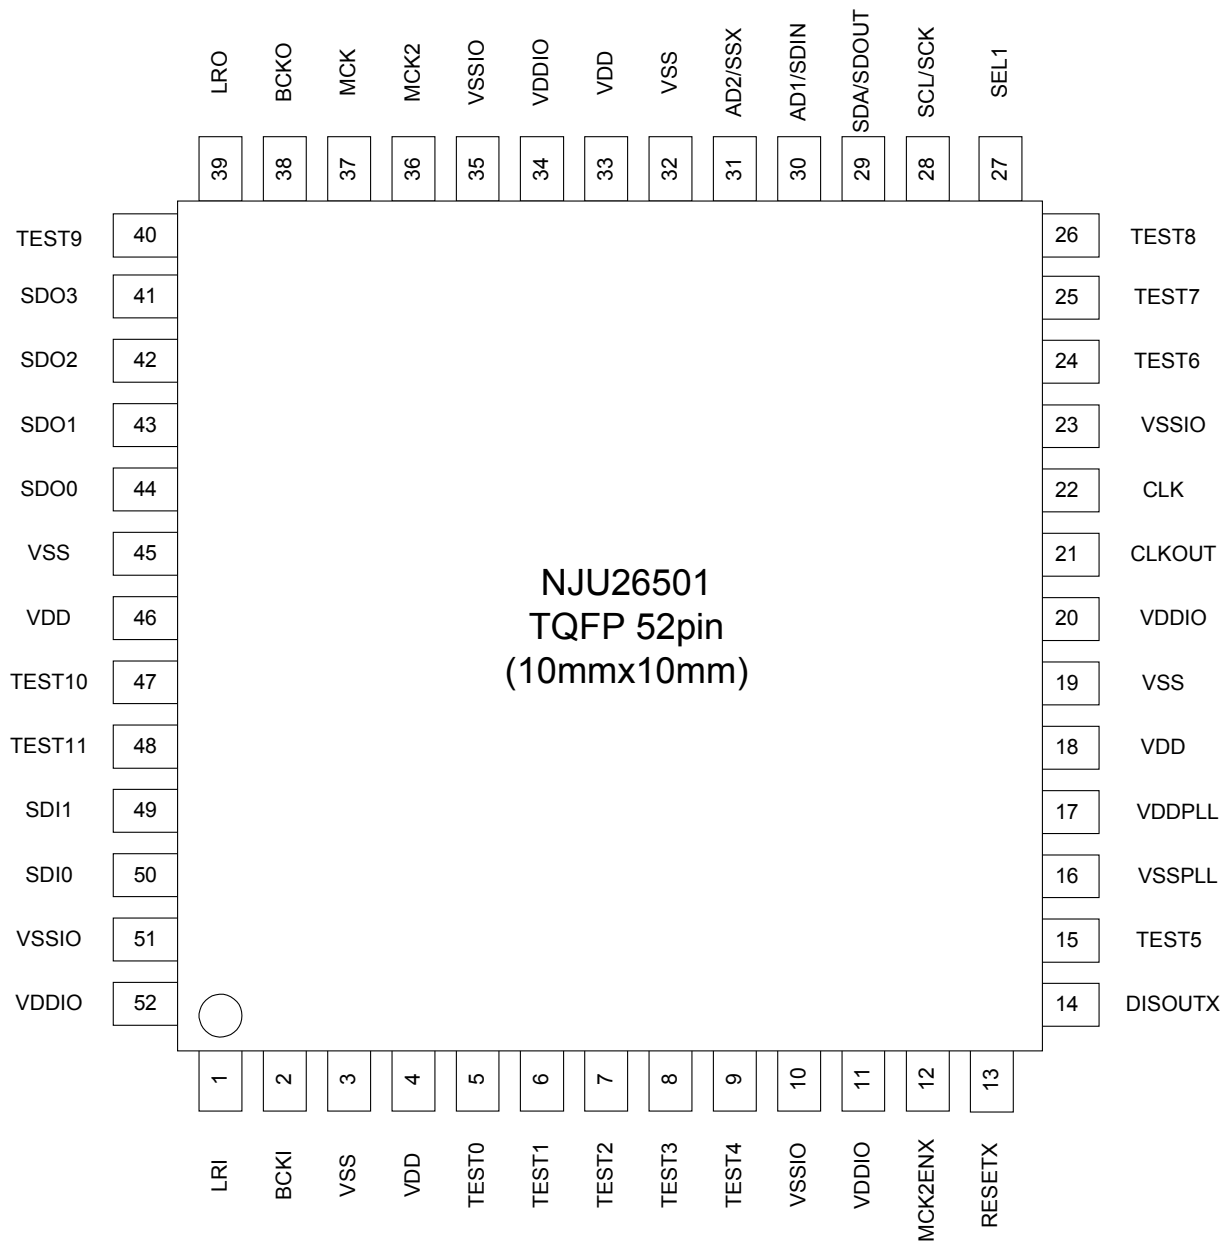 LRO
BCKO
MCK
MCK2
VSSIO
VDDIO
VDD
VSS
AD2/SSX
AD1/SDIN
SDA/SDOUT
SCL/SCK
SEL1
39
38
37
36
35
34
33
32
31
30
29
28
27
TEST9 40
26 TEST8
SDO3 41
25 TEST7
SDO2 42
24 TEST6
SDO1 43
23 VSSIO
SDO0 44
22 CLK
VSS 45
21 CLKOUT
VDD 46
20 VDDIO
TEST10 47
19 VSS
TEST11 48
18 VDD
SDI1 49
17 VDDPLL
SDI0 50
16 VSSPLL
VSSIO 51
15 TEST5
VDDIO 52
14 DISOUTX
NJU26501
TQFP 52pin
(10mmx10mm)
1
2
3
4
5
6
7
8
9
10
11
12
13
LRI
BCKI
VSS
VDD
TEST0
TEST1
TEST2
TEST3
TEST4
VSSIO
VDDIO
MCK2ENX
RESETX